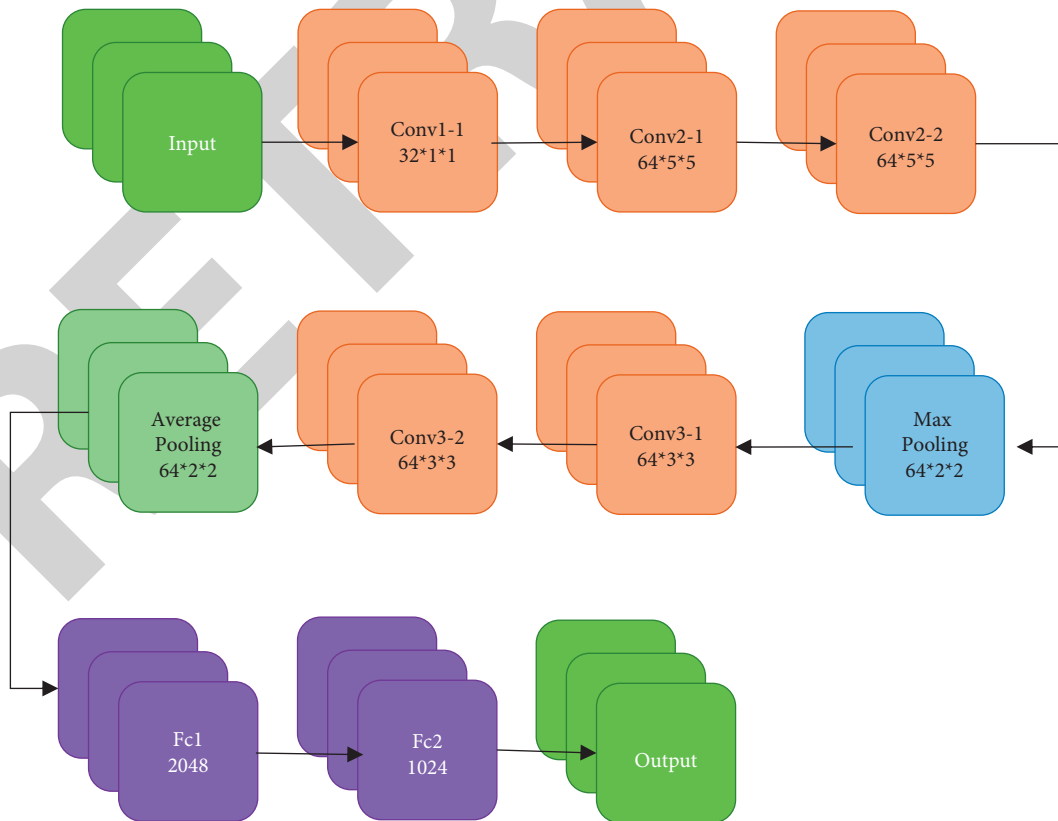 RETR
Input
Conv1-1
32*1*1
Conv2-1
64*5*5
Conv2-2
64*5*5
Average
Pooling
64*2*2
Conv3-2
64*3*3
Conv3-1
64*3*3
Max
Pooling
64*2*2
Fc1
2048
Fc2
1024
Output